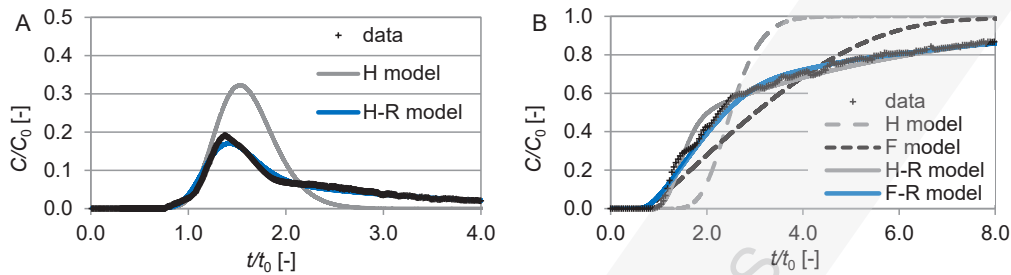 A
0.5
0.4
0.3
0.2
0.1
0.0
C/C0 [-]
data
H model
H-R model
0.0 1.0 2.0 3.0 4.0
t/t0 [-]
B
1.0
0.8
0.6
0.4
0.2
0.0
C/C0 [-]
data
H model
F model
H-R model
F-R model
0.0 2.0 4.0 6.0 8.0
t/t0 [-]